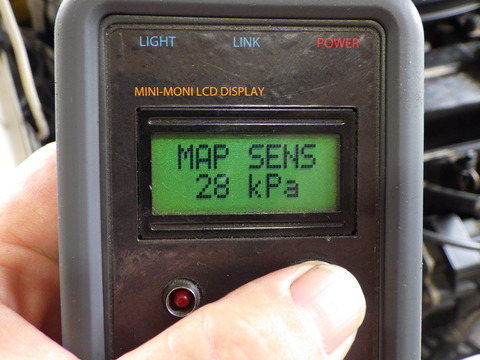 LIGHT LINK POWER
MINI-MONI LCD DISPLAY
MAP SENS
28 kPa